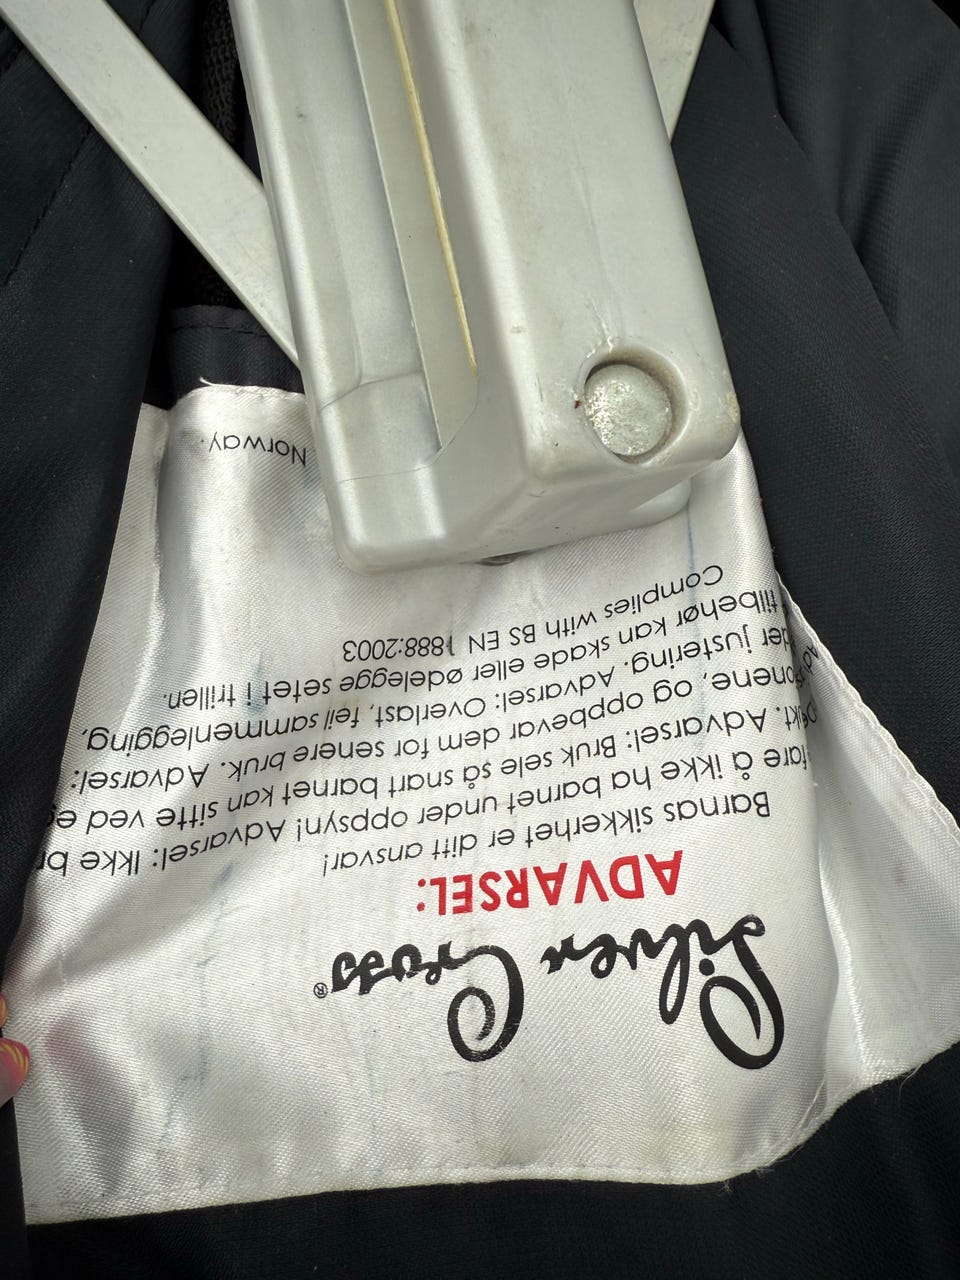 Silver Cross®
ADVARSEL:
Barnas sikkerhet er ditt ansvar!
fare å ikke ha barnet under oppsyn! Advarsel: Ikke
Advarsel: Bruk sele så snart barnet kan sitte ved
og oppbevar dem for senere bruk. Advarsel:
justering. Advarsel: Overlast, feil sammenlegging,
tilbehør kan skade eller ødelegge setet i trillen.
Complies with BS EN 1888:2003
Norway.